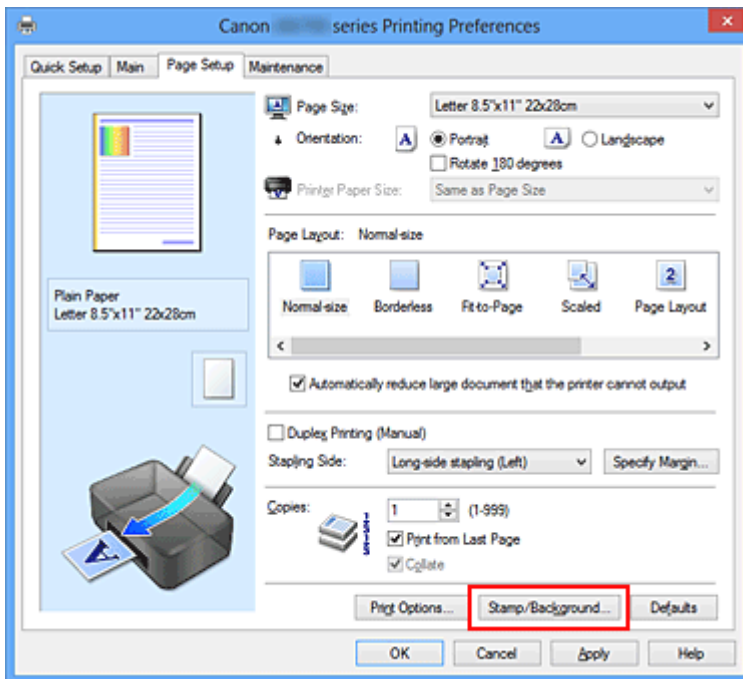 Canon series Printing Preferences
Quick Setup Main Page Setup Maintenance
Page Size: Letter 8.5"x11" 22x28cm
Orientation: A Portrait A Landscape
Rotate 180 degrees
Printer Paper Size: Same as Page Size
Page Layout: Normal-size
Normal-size Borderless Fit-to-Page Scaled Page Layout
Plain Paper
Letter 8.5"x11" 22x28cm
Automatically reduce large document that the printer cannot output
Duplex Printing (Manual)
Stapling Side: Long-side stapling (Left) Specify Margin...
Copies: 1 (1-999)
Print from Last Page
Collate
Print Options... Stamp/Background... Defaults
OK Cancel Apply Help